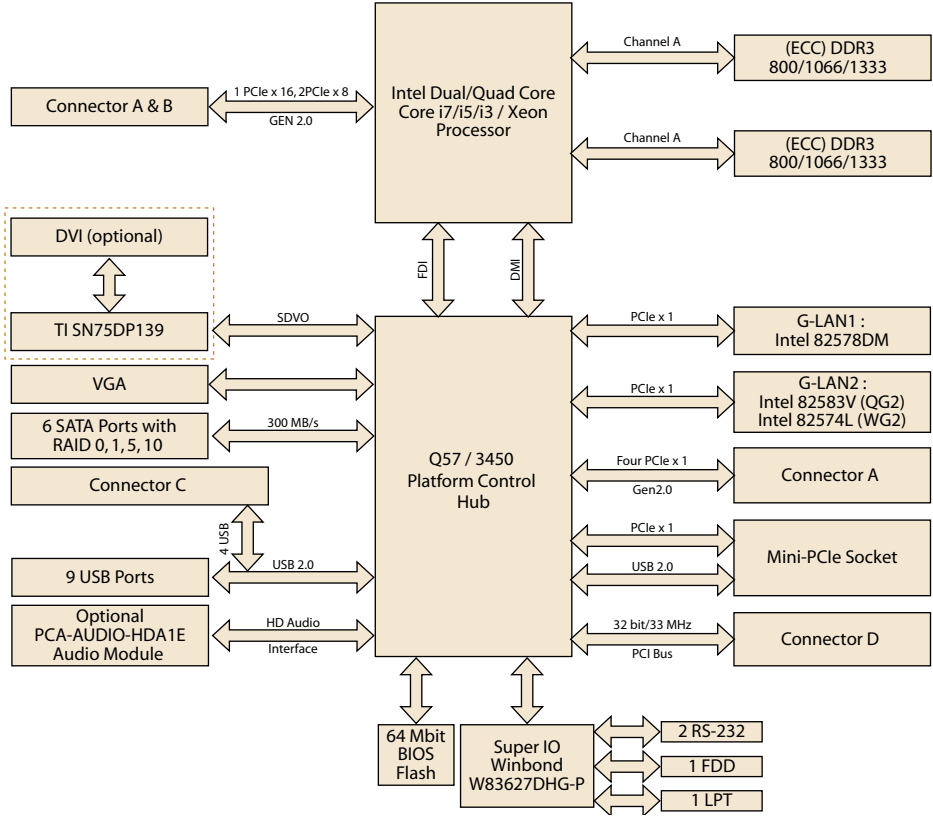 Channel A
(ECC) DDR3
800/1066/1333
Intel Dual/Quad Core
Core i7/i5/i3 / Xeon
Processor
1 PCIe x 16, 2PCIe x 8
GEN 2.0
Connector A & B
Channel A
(ECC) DDR3
800/1066/1333
DVI (optional)
FDI
DMI
TI SN75DP139
SDVO
PCIe x 1
G-LAN1 :
Intel 82578DM
VGA
PCIe x 1
G-LAN2 :
Intel 82583V (QG2)
Intel 82574L (WG2)
6 SATA Ports with
RAID 0, 1, 5, 10
300 MB/s
Q57 / 3450
Platform Control
Hub
Four PCIe x 1
Gen2.0
Connector A
Connector C
4 USB
PCIe x 1
USB 2.0
Mini-PCIe Socket
9 USB Ports
USB 2.0
Optional
PCA-AUDIO-HDA1E
Audio Module
HD Audio
Interface
32 bit/33 MHz
PCI Bus
Connector D
64 Mbit
BIOS
Flash
Super IO
Winbond
W83627DHG-P
2 RS-232
1 FDD
1 LPT